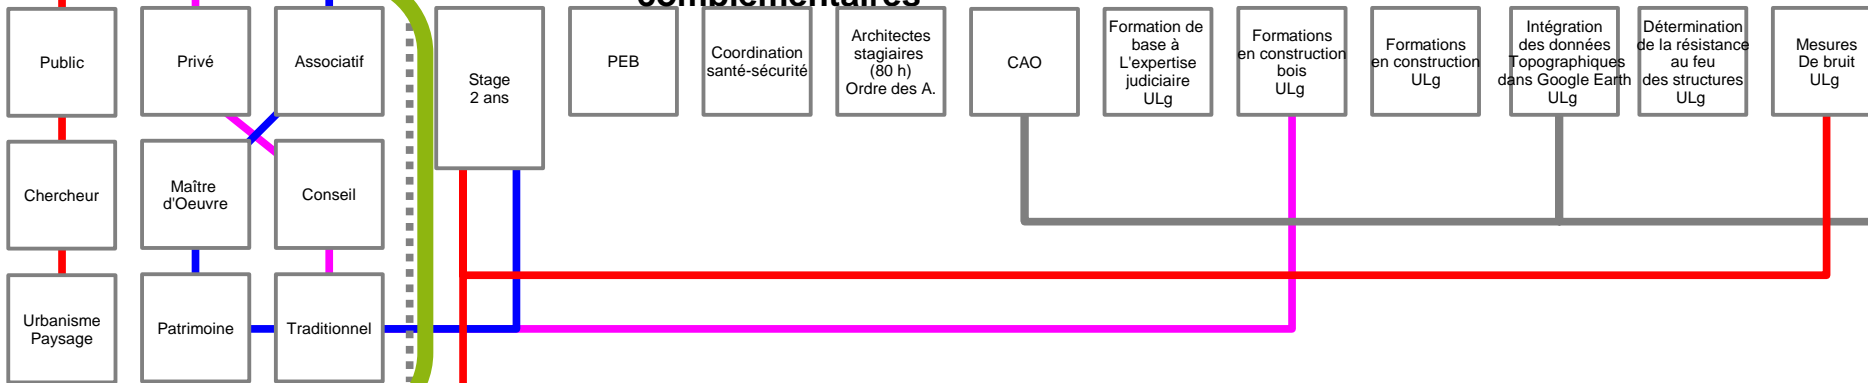 complémentaires
Public
Privé
Associatif
Stage
2 ans
PEB
Coordination
santé-sécurité
Architectes
stagiaires
(80 h)
Ordre des A.
CAO
Formation de
base à
L'expertise
judiciaire
ULg
Formations
en construction
bois
ULg
Formations
en construction
ULg
Intégration
des données
Topographiques
dans Google Earth
ULg
Détermination
de la résistance
au feu
des structures
ULg
Mesures
De bruit
ULg
Chercheur
Maître
d'Oeuvre
Conseil
Urbanisme
Paysage
Patrimoine
Traditionnel